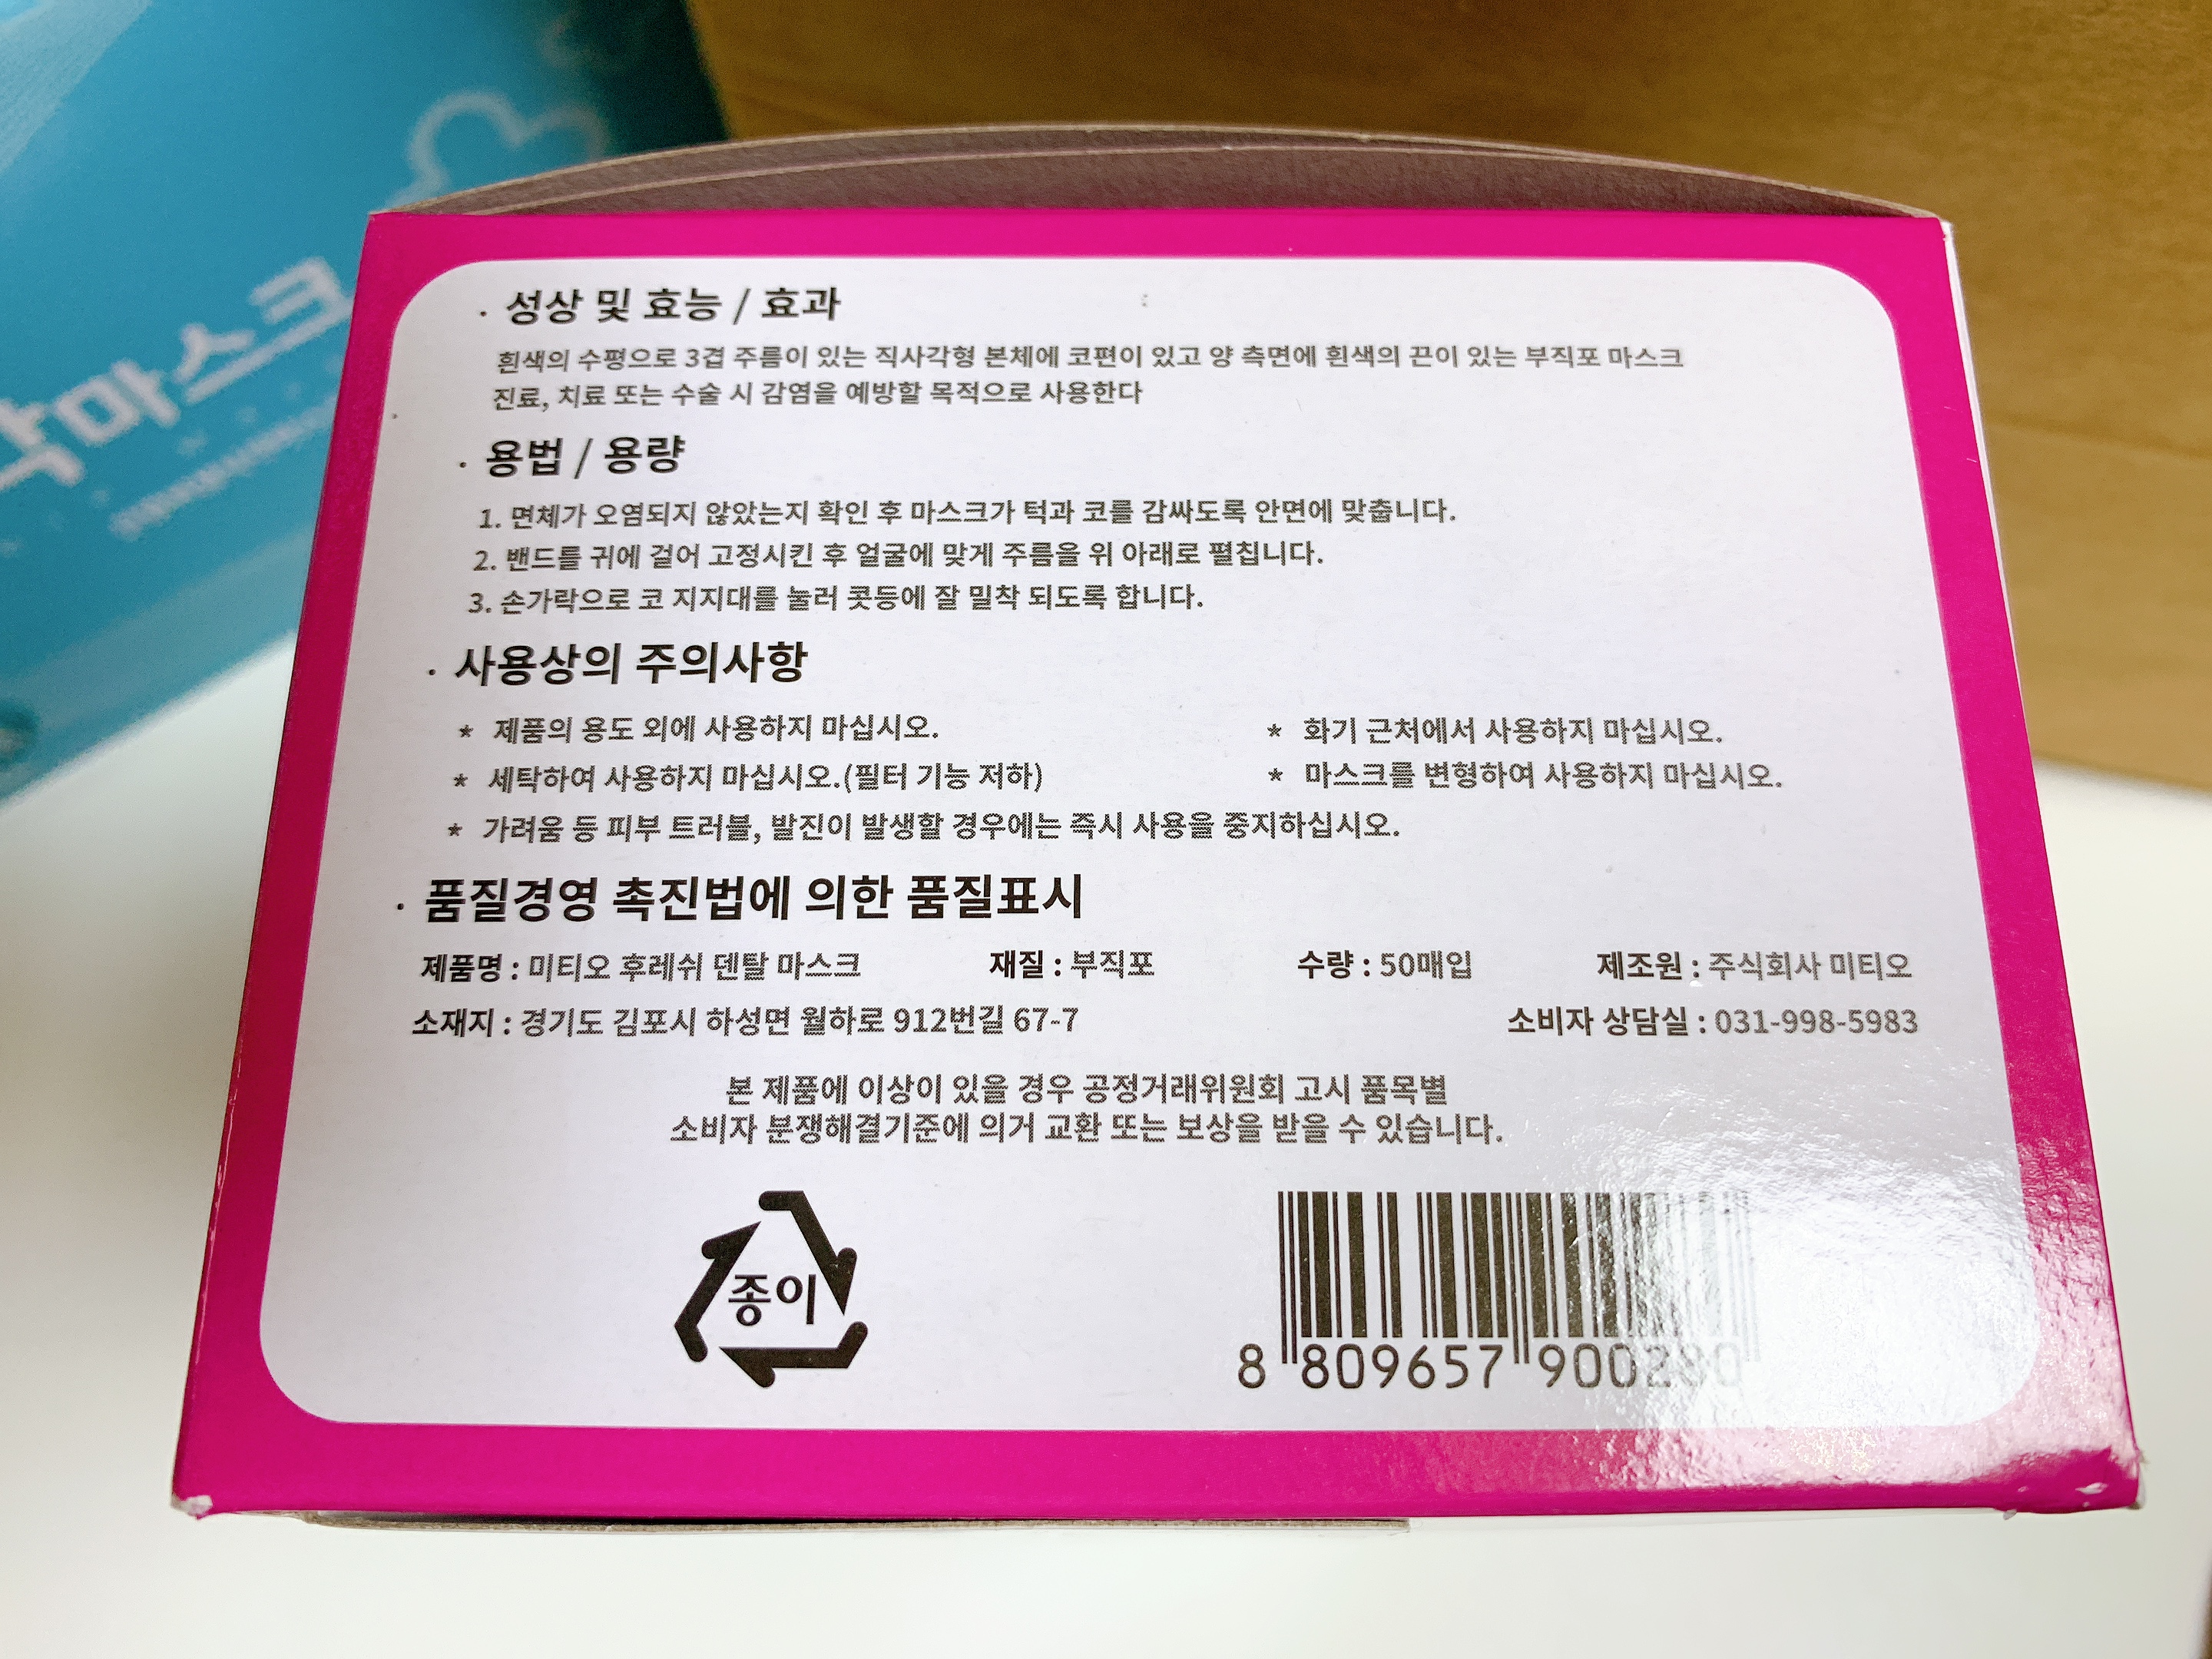 · 성상 및 효능 / 효과
흰색의 수평으로 3겹 주름이 있는 직사각형 본체에 코편이 있고 양 측면에 흰색의 끈이 있는 부직포 마스크
진료, 치료 또는 수술 시 감염을 예방할 목적으로 사용한다
· 용법 / 용량
1. 면체가 오염되지 않았는지 확인 후 마스크가 턱과 코를 감싸도록 안면에 맞춥니다.
2. 밴드를 귀에 걸어 고정시킨 후 얼굴에 맞게 주름을 위 아래로 펼칩니다.
3. 손가락으로 코 지지대를 눌러 콧등에 잘 밀착 되도록 합니다.
· 사용상의 주의사항
* 제품의 용도 외에 사용하지 마십시오. * 화기 근처에서 사용하지 마십시오.
* 세탁하여 사용하지 마십시오.(필터 기능 저하) * 마스크를 변형하여 사용하지 마십시오.
* 가려움 등 피부 트러블, 발진이 발생할 경우에는 즉시 사용을 중지하십시오.
· 품질경영 촉진법에 의한 품질표시
제품명 : 미티오 후레쉬 덴탈 마스크 재질 : 부직포 수량 : 50매입 제조원 : 주식회사 미티오
소재지 : 경기도 김포시 하성면 월하로 912번길 67-7 소비자 상담실 : 031-998-5983
본 제품에 이상이 있을 경우 공정거래위원회 고시 품목별
소비자 분쟁해결기준에 의거 교환 또는 보상을 받을 수 있습니다.
종이
8 809657 900280